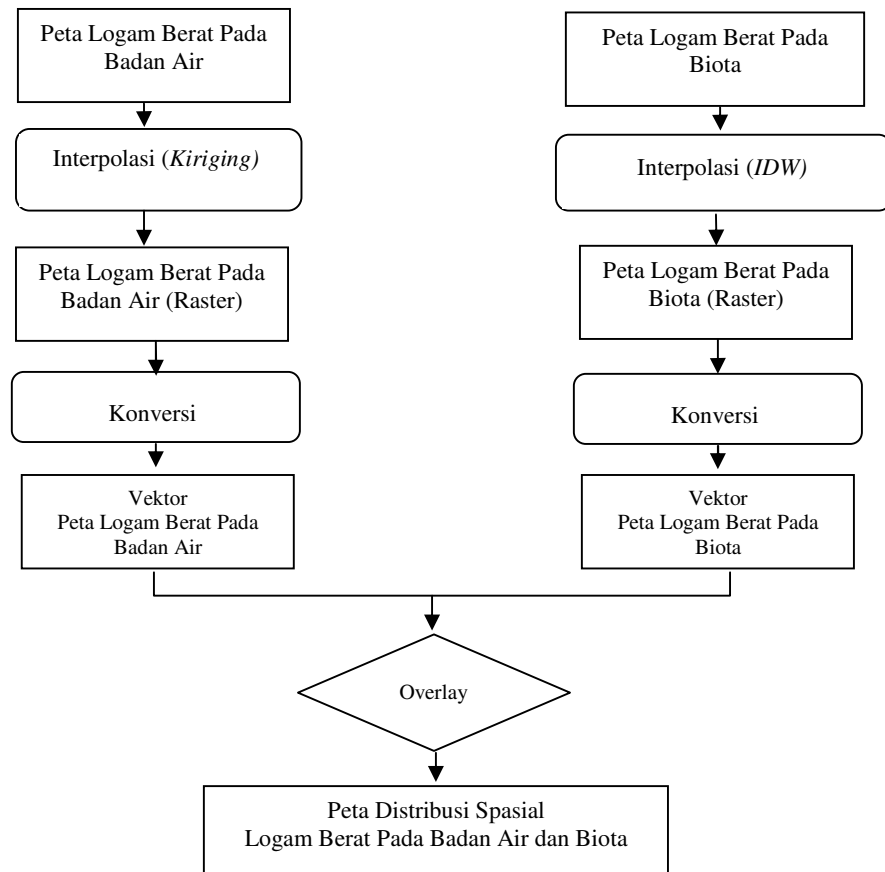 Peta Logam Berat Pada
Badan Air
Peta Logam Berat Pada
Biota
Interpolasi (Kiriging)
Interpolasi (IDW)
Peta Logam Berat Pada
Badan Air (Raster)
Peta Logam Berat Pada
Biota (Raster)
Konversi
Konversi
Vektor
Peta Logam Berat Pada
Badan Air
Vektor
Peta Logam Berat Pada
Biota
Overlay
Peta Distribusi Spasial
Logam Berat Pada Badan Air dan Biota